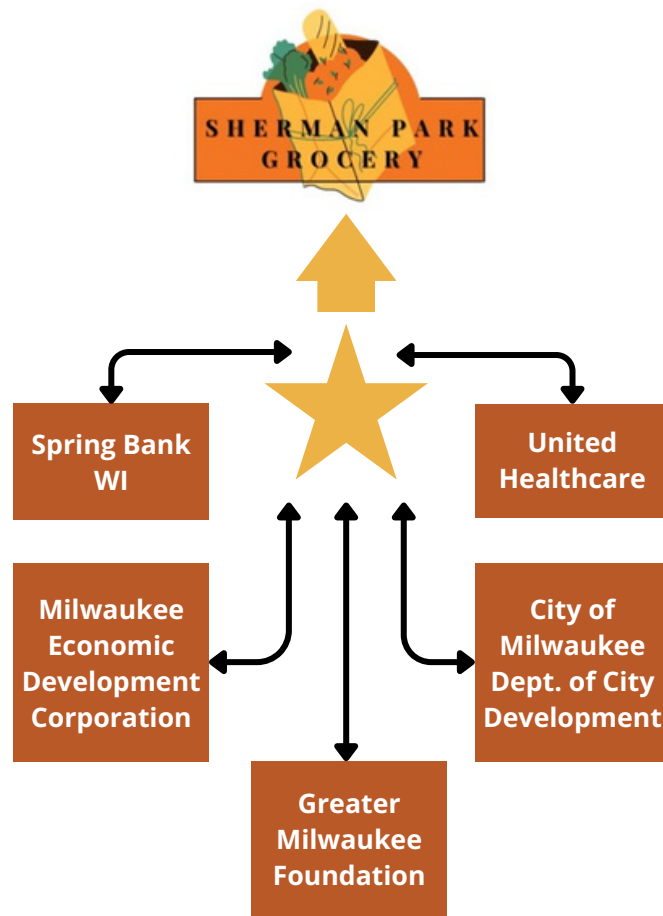 SHERMAN PARK
GROCERY
Spring Bank
WI
United
Healthcare
Milwaukee
Economic
Development
Corporation
City of
Milwaukee
Dept. of City
Development
Greater
Milwaukee
Foundation